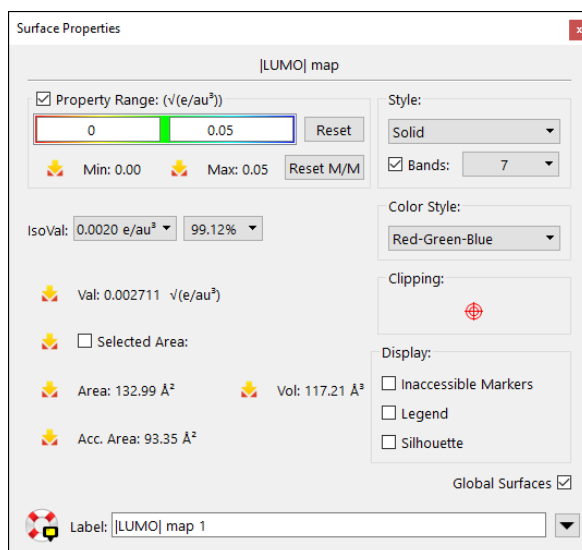 Surface Properties
x
|LUMO| map
Property Range: (√(e/au³))
0 0.05 Reset
Min: 0.00 Max: 0.05 Reset M/M
Style:
Solid
Bands: 7
IsoVal: 0.0020 e/au³ 99.12%
Color Style:
Red-Green-Blue
Val: 0.002711 √(e/au³)
Clipping:
Selected Area:
Area: 132.99 Å² Vol: 117.21 Å³
Acc. Area: 93.35 Å²
Display:
Inaccessible Markers
Legend
Silhouette
Global Surfaces
Label: |LUMO| map 1